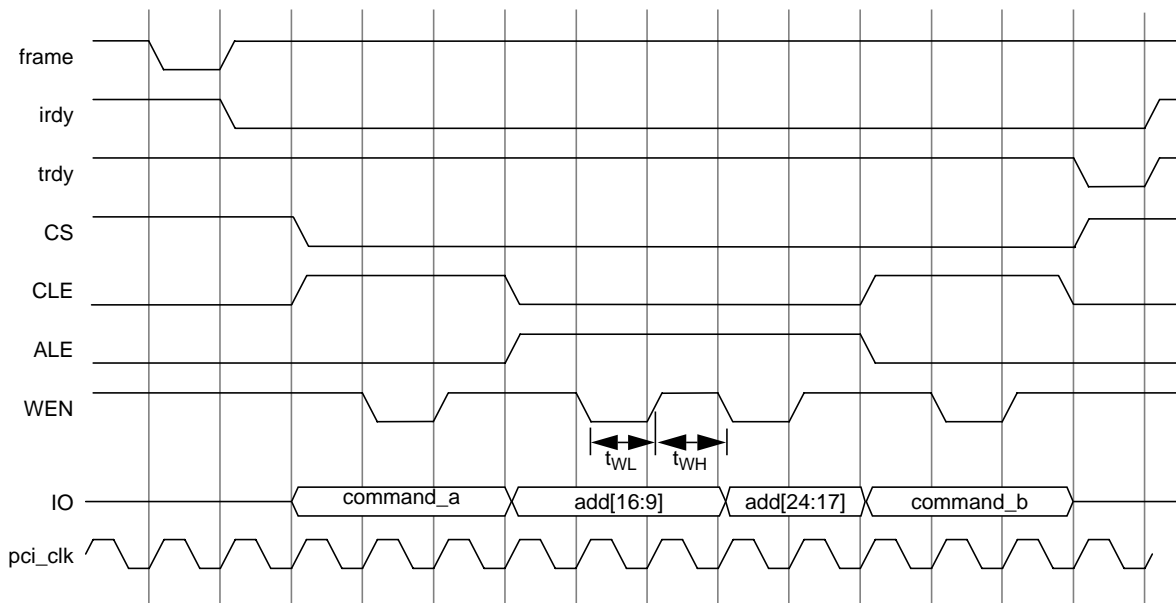 frame
irdy
trdy
CS
CLE
ALE
WEN
tWL tWH
IO command_a add[16:9] add[24:17] command_b
pci_clk